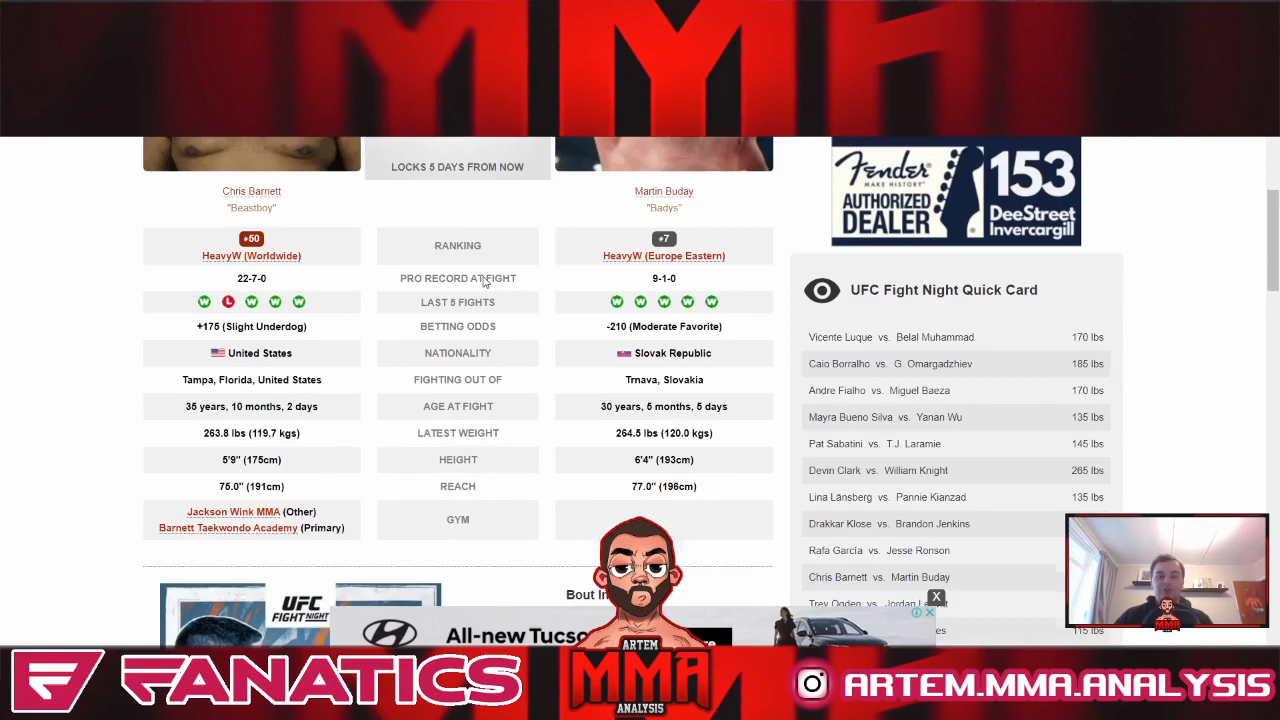 MMA
LOCKS 5 DAYS FROM NOW
Chris Barnett
"Beastboy"
Martin Buday
"Badys"
#50
HeavyW (Worldwide)
RANKING
#7
HeavyW (Europe Eastern)
22-7-0
PRO RECORD AT FIGHT
9-1-0
W L W W W
LAST 5 FIGHTS
W W W W W
+175 (Slight Underdog)
BETTING ODDS
-210 (Moderate Favorite)
United States
NATIONALITY
Slovak Republic
Tampa, Florida, United States
FIGHTING OUT OF
Trnava, Slovakia
35 years, 10 months, 2 days
AGE AT FIGHT
30 years, 5 months, 5 days
263.8 lbs (119.7 kgs)
LATEST WEIGHT
264.5 lbs (120.0 kgs)
5'9" (175cm)
HEIGHT
6'4" (193cm)
75.0" (191cm)
REACH
77.0" (196cm)
Jackson Wink MMA (Other)
Barnett Taekwondo Academy (Primary)
GYM
Fender
MAKE HISTORY
AUTHORIZED
DEALER
153
DeeStreet
Invercargill
UFC Fight Night Quick Card
Vicente Luque vs. Belal Muhammad 170 lbs
Caio Borralho vs. G. Omargadzhiev 185 lbs
Andre Fialho vs. Miguel Baeza 170 lbs
Mayra Bueno Silva vs. Yanan Wu 135 lbs
Pat Sabatini vs. T.J. Laramie 145 lbs
Devin Clark vs. William Knight 265 lbs
Lina Länsberg vs. Pannie Kianzad 135 lbs
Drakkar Klose vs. Brandon Jenkins
Rafa García vs. Jesse Ronson
Chris Barnett vs. Martin Buday
Trey Ogden vs. Jordan
115 lbs
UFC
FIGHT NIGHT
Bout
X
HYUNDAI
All-new
FANATICS
ARTEM
MMA
ANALYSIS
ARTEM.MMA.ANALYSIS